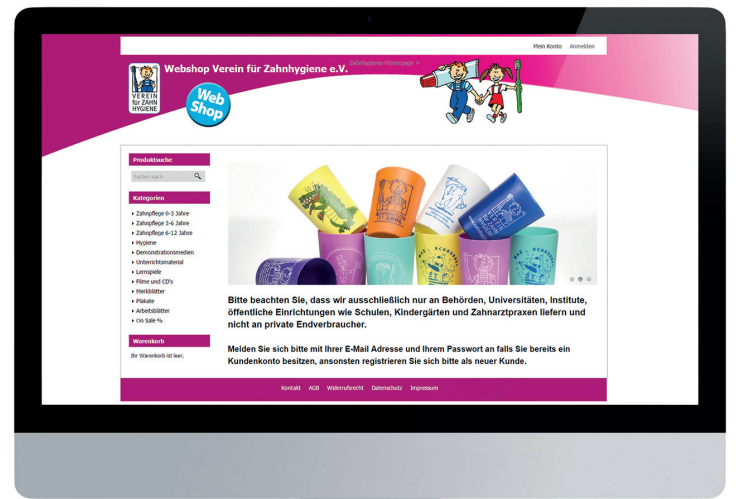 Mein Konto Anmelden
Webshop Verein für Zahnhygiene e.V.
Zahnhygiene-Homepage »
VEREIN
für ZAHN
HYGIENE
Web
Shop
Produktsuche
Suchen nach
Kategorien
Zahnpflege 0-3 Jahre
Zahnpflege 3-6 Jahre
Zahnpflege 6-12 Jahre
Hygiene
Demonstrationsmedien
Unterrichtsmaterial
Lernspiele
Filme und CD's
Merkblätter
Plakate
Arbeitsblätter
On Sale %
Warenkorb
Ihr Warenkorb ist leer.
Bitte beachten Sie, dass wir ausschließlich nur an Behörden, Universitäten, Institute,
öffentliche Einrichtungen wie Schulen, Kindergärten und Zahnarztpraxen liefern und
nicht an private Endverbraucher.
Melden Sie sich bitte mit Ihrer E-Mail Adresse und Ihrem Passwort an falls Sie bereits ein
Kundenkonto besitzen, ansonsten registrieren Sie sich bitte als neuer Kunde.
Kontakt AGB Widerrufsrecht Datenschutz Impressum